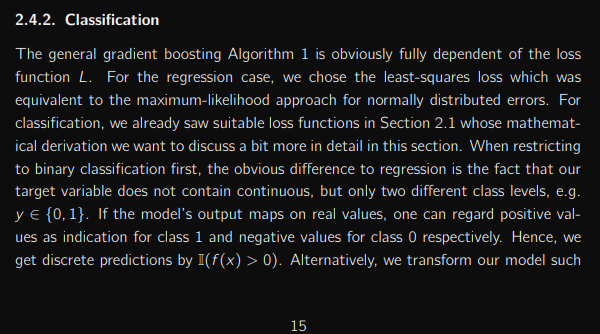 2.4.2. Classification
The general gradient boosting Algorithm 1 is obviously fully dependent of the loss
function L. For the regression case, we chose the least-squares loss which was
equivalent to the maximum-likelihood approach for normally distributed errors. For
classification, we already saw suitable loss functions in Section 2.1 whose mathemat-
ical derivation we want to discuss a bit more in detail in this section. When restricting
to binary classification first, the obvious difference to regression is the fact that our
target variable does not contain continuous, but only two different class levels, e.g.
y ∈ {0, 1}. If the model's output maps on real values, one can regard positive val-
ues as indication for class 1 and negative values for class 0 respectively. Hence, we
get discrete predictions by 𝕀(f(x) > 0). Alternatively, we transform our model such
15